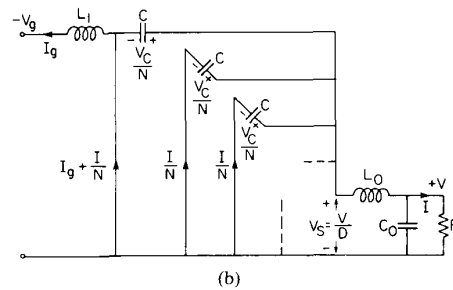 -Vg L1 C
Ig - VC/N +
C
- VC/N +
C
- VC/N +
Ig + I/N I/N I/N
LO +V
I
+ VS = V/D - CO R
(b)